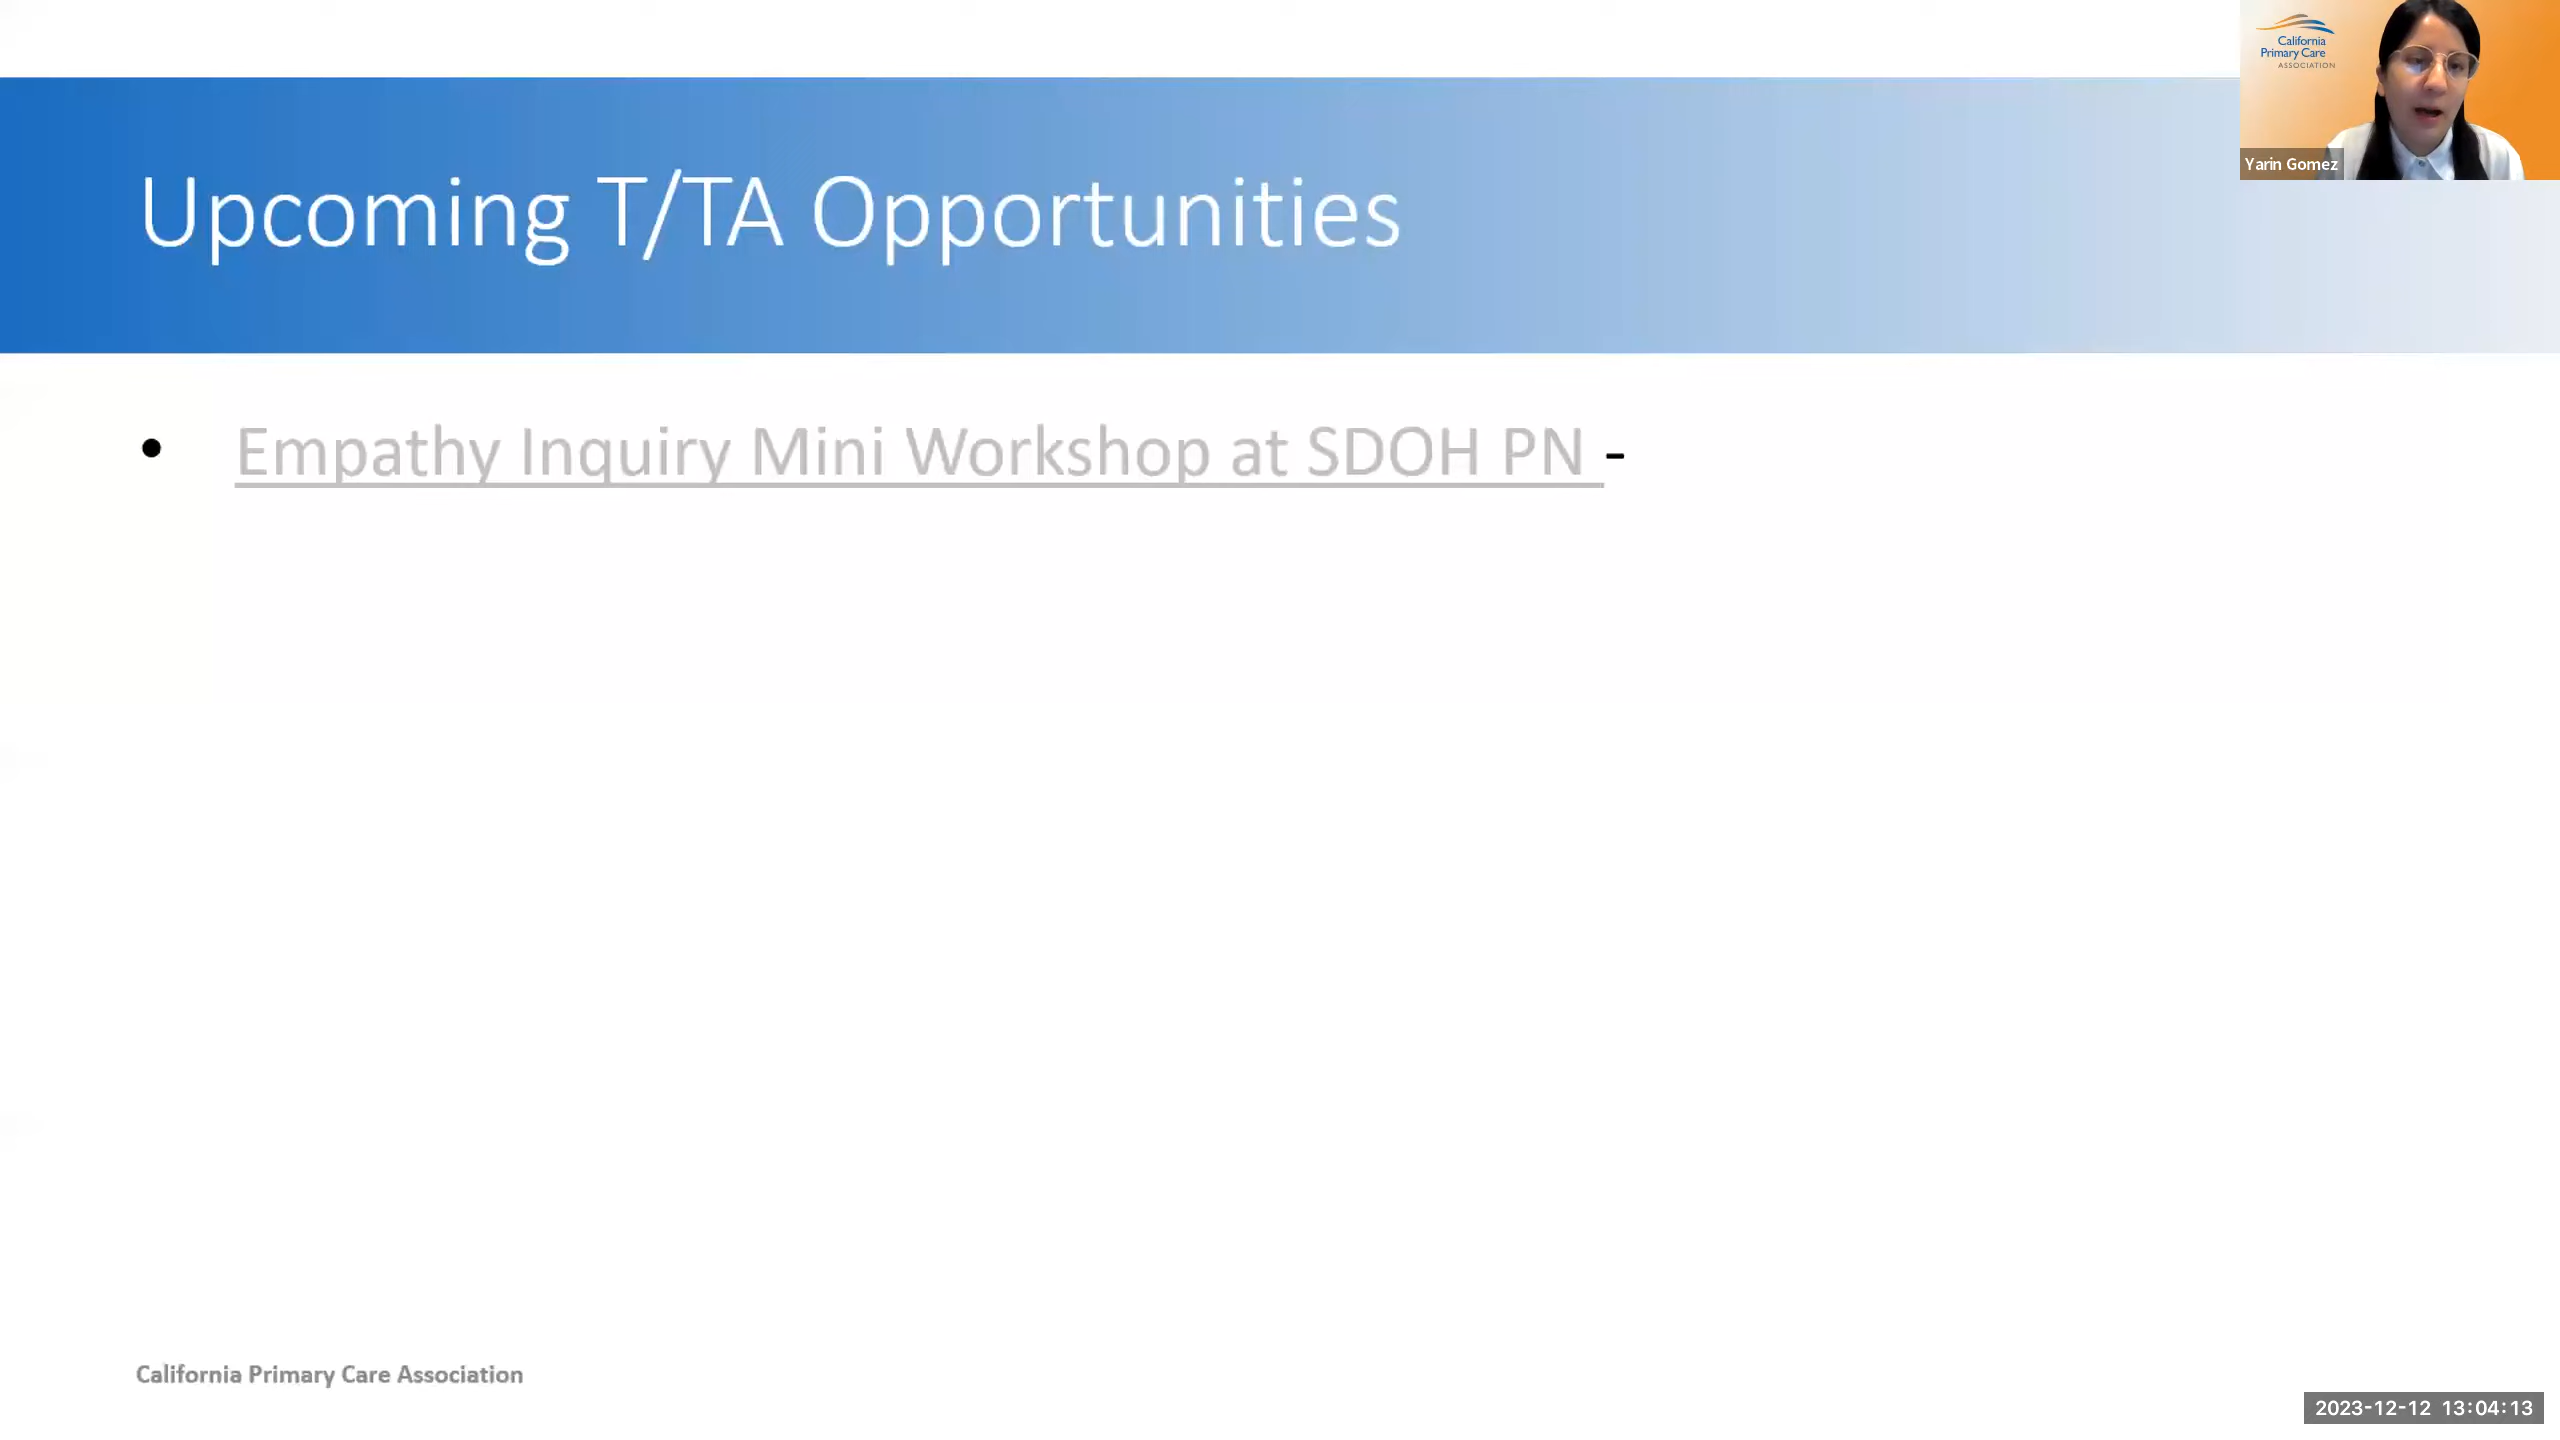 California
Primary Care
ASSOCIATION
Yarin Gomez
Upcoming T/TA Opportunities
• Empathy Inquiry Mini Workshop at SDOH PN -
California Primary Care Association
2023-12-12 13:04:13